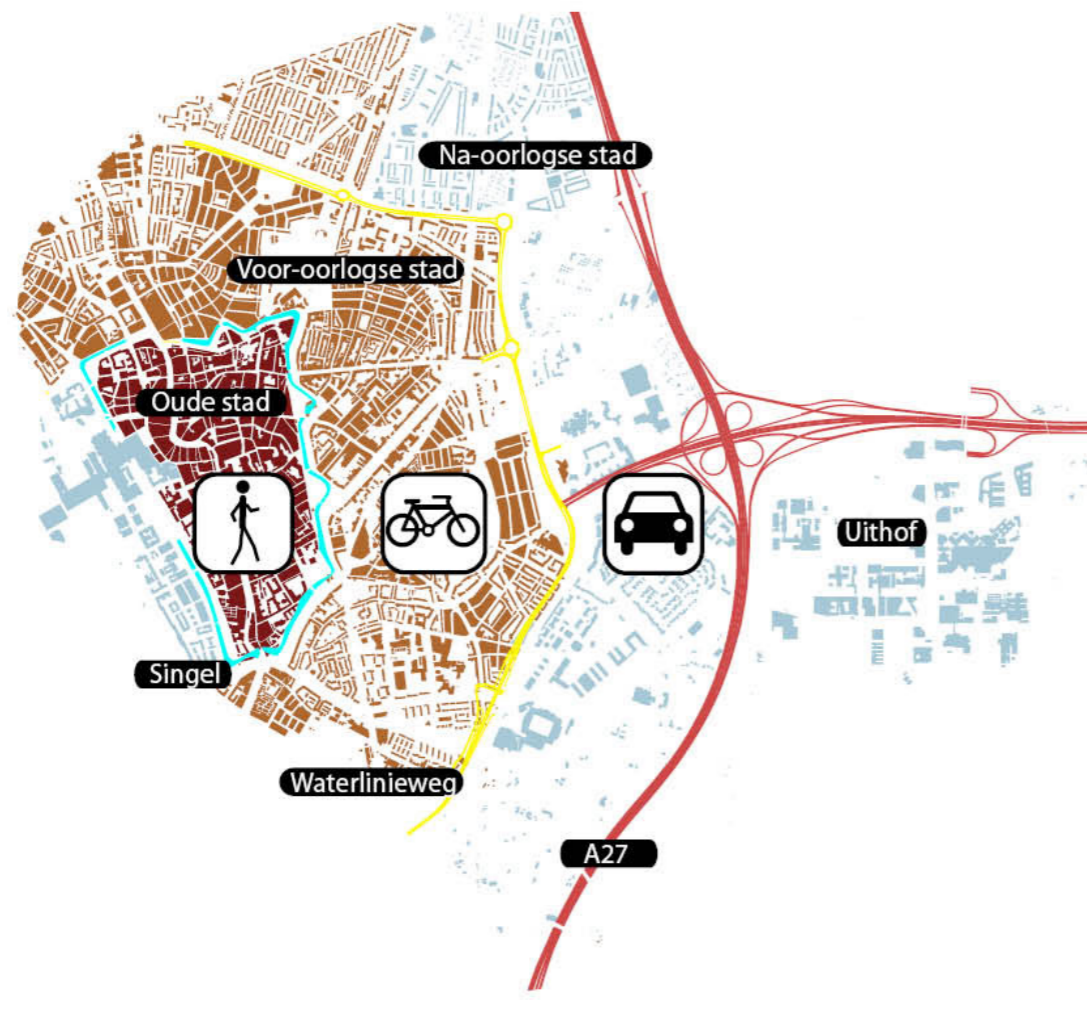 Na-oorlogse stad
Voor-oorlogse stad
Oude stad
Uithof
Singel
Waterlinieweg
A27